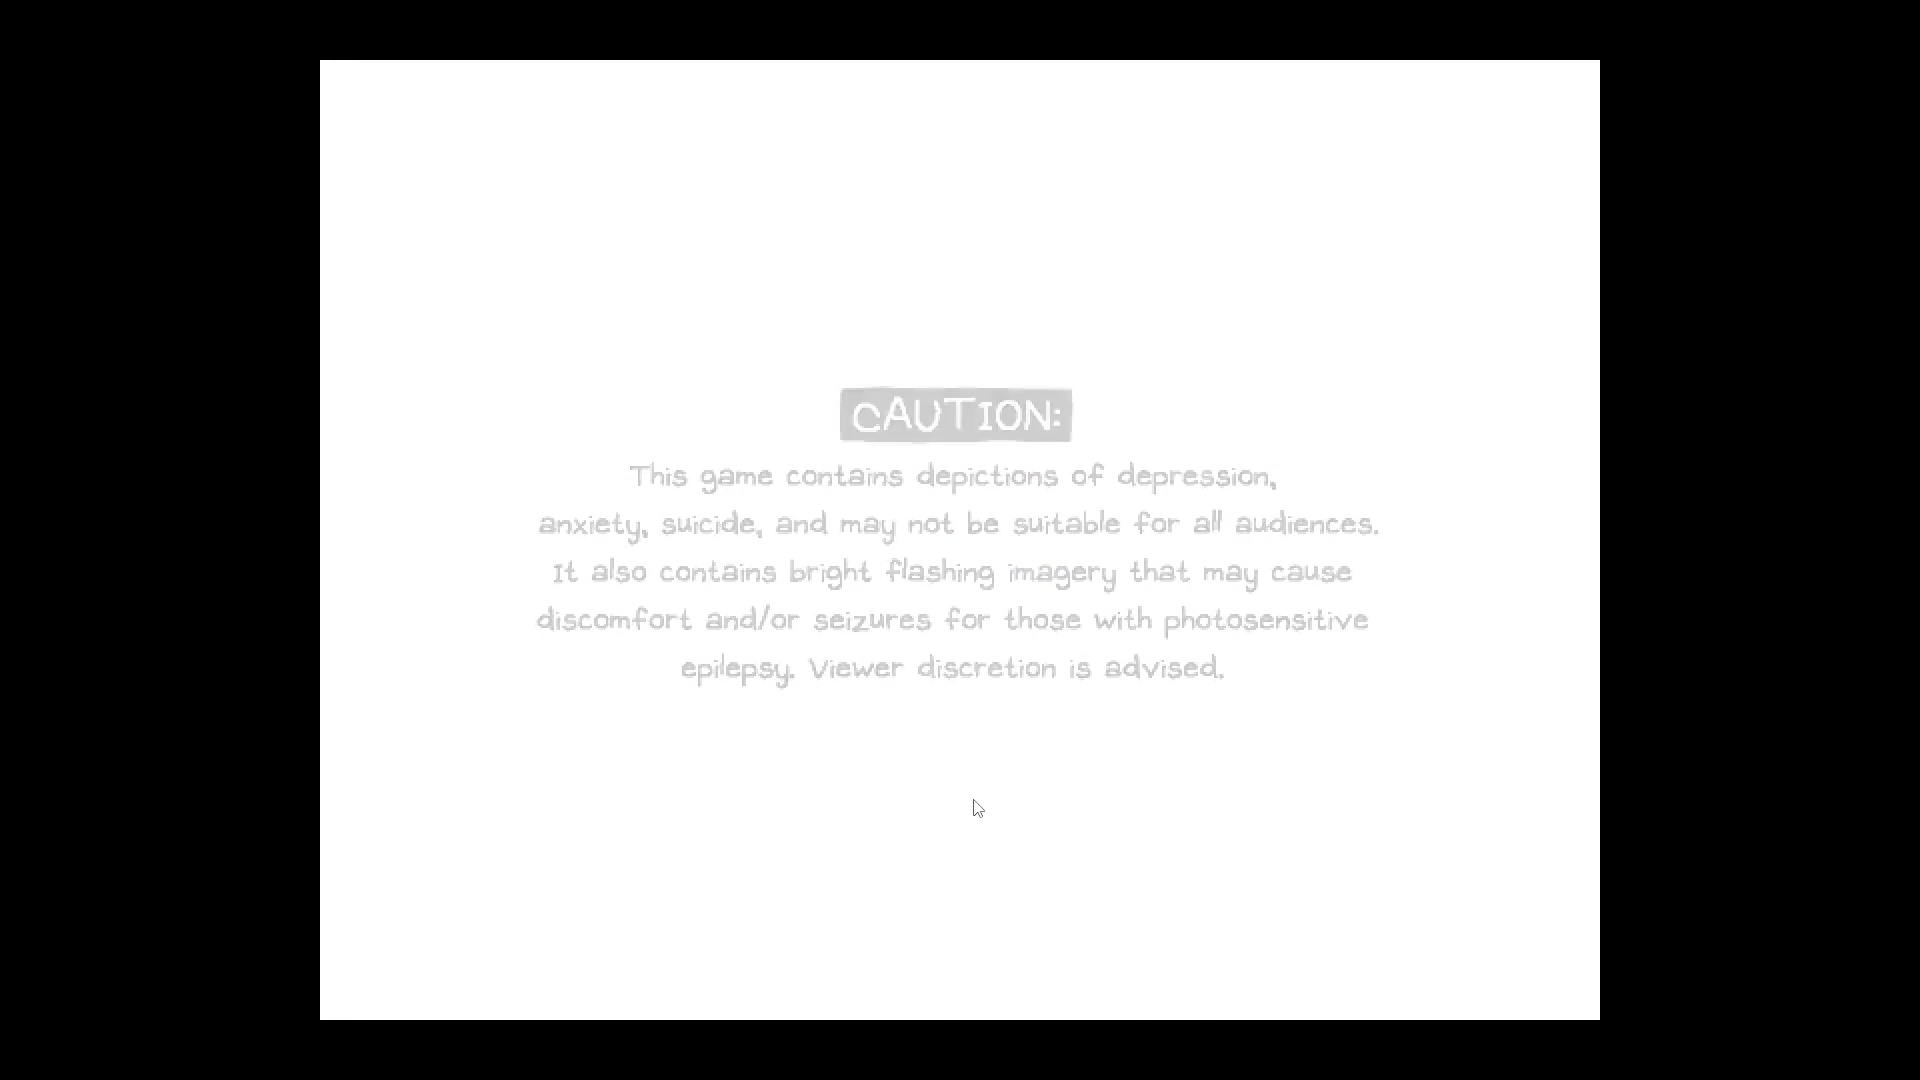 CAUTION:
This game contains depictions of depression,
anxiety, suicide, and may not be suitable for all audiences.
It also contains bright flashing imagery that may cause
discomfort and/or seizures for those with photosensitive
epilepsy. Viewer discretion is advised.